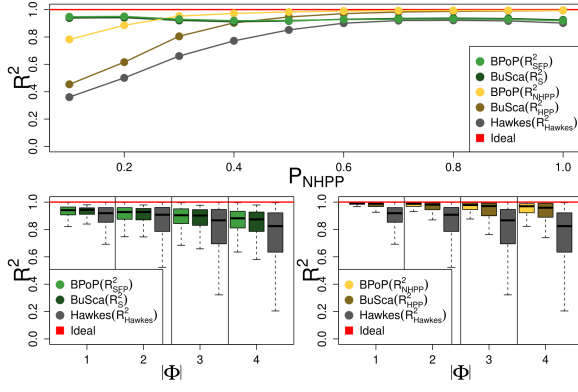 1.0
0.8
0.6
0.4
0.2
0.0
R²
0.2 0.4 0.6 0.8 1.0
P_NHPP
BPoP(R²_SFP)
BuSca(R²_S)
BPoP(R²_NHPP)
BuSca(R²_HPP)
Hawkes(R²_Hawkes)
Ideal
1.0
0.8
0.6
0.4
0.2
0.0
R²
BPoP(R²_SFP)
BuSca(R²_S)
Hawkes(R²_Hawkes)
Ideal
1 2 3 4
|Φ|
1.0
0.8
0.6
0.4
0.2
0.0
R²
BPoP(R²_NHPP)
BuSca(R²_HPP)
Hawkes(R²_Hawkes)
Ideal
1 2 3 4
|Φ|